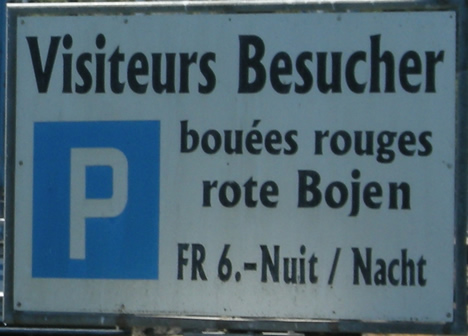 Visiteurs Besucher
P
bouées rouges
rote Bojen
FR 6.-Nuit / Nacht